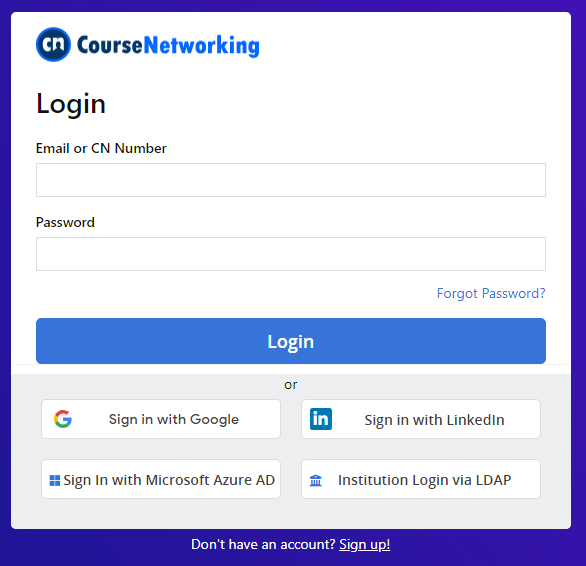 cn CourseNetworking
Login
Email or CN Number
Password
Forgot Password?
Login
or
Sign in with Google
Sign in with LinkedIn
Sign In with Microsoft Azure AD
Institution Login via LDAP
Don't have an account? Sign up!